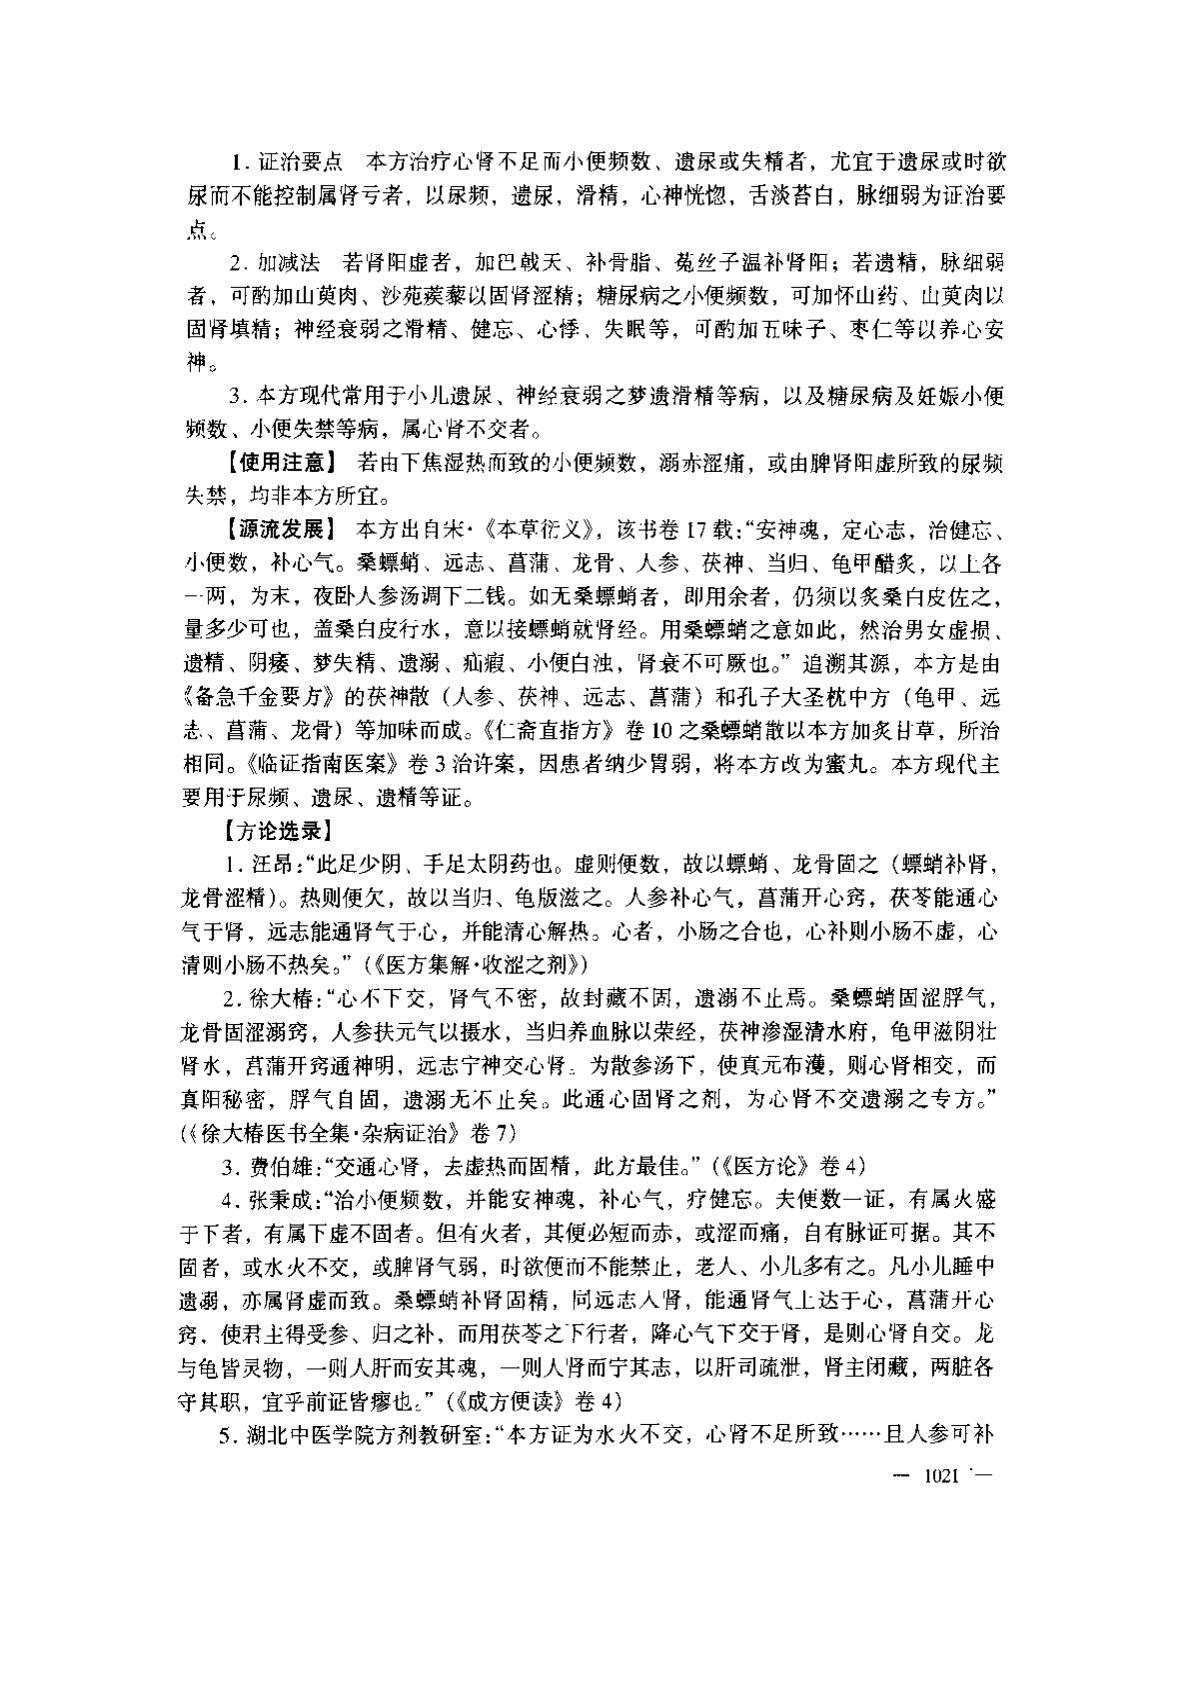 1. 证治要点　本方治疗心肾不足而小便频数、遗尿或失精者，尤宜于遗尿或时欲
尿而不能控制属肾亏者，以尿频，遗尿，滑精，心神恍惚，舌淡苔白，脉细弱为证治要
点。
2. 加减法　若肾阳虚者，加巴戟天、补骨脂、菟丝子温补肾阳；若遗精，脉细弱
者，可酌加山萸肉、沙苑蒺藜以固肾涩精；糖尿病之小便频数，可加怀山药、山萸肉以
固肾填精；神经衰弱之滑精、健忘、心悸、失眠等，可酌加五味子、枣仁等以养心安
神。
3. 本方现代常用于小儿遗尿、神经衰弱之梦遗滑精等病，以及糖尿病及妊娠小便
频数、小便失禁等病，属心肾不交者。
【使用注意】 若由下焦湿热而致的小便频数，溺赤涩痛，或由脾肾阳虚所致的尿频
失禁，均非本方所宜。
【源流发展】 本方出自宋·《本草衍义》，该书卷 17 载：“安神魂，定心志，治健忘、
小便数，补心气。桑螵蛸、远志、菖蒲、龙骨、人参、茯神、当归、龟甲醋炙，以上各
一两，为末，夜卧人参汤调下二钱。如无桑螵蛸者，即用余者，仍须以炙桑白皮佐之，
量多少可也，盖桑白皮行水，意以接螵蛸就肾经。用桑螵蛸之意如此，然治男女虚损、
遗精、阴痿、梦失精、遗溺、疝瘕、小便白浊，肾衰不可厥也。” 追溯其源，本方是由
《备急千金要方》的茯神散（人参、茯神、远志、菖蒲）和孔子大圣枕中方（龟甲、远
志、菖蒲、龙骨）等加味而成。《仁斋直指方》卷 10 之桑螵蛸散以本方加炙甘草，所治
相同。《临证指南医案》卷 3 治许案，因患者纳少胃弱，将本方改为蜜丸。本方现代主
要用于尿频、遗尿、遗精等证。
【方论选录】
1. 汪昂：“此足少阴、手足太阴药也。虚则便数，故以螵蛸、龙骨固之（螵蛸补肾，
龙骨涩精）。热则便欠，故以当归、龟版滋之。人参补心气，菖蒲开心窍，茯苓能通心
气于肾，远志能通肾气于心，并能清心解热。心者，小肠之合也，心补则小肠不虚，心
清则小肠不热矣。”（《医方集解·收涩之剂》）
2. 徐大椿：“心不下交，肾气不密，故封藏不固，遗溺不止焉。桑螵蛸固涩脬气，
龙骨固涩溺窍，人参扶元气以摄水，当归养血脉以荣经，茯神渗湿清水府，龟甲滋阴壮
肾水，菖蒲开窍通神明，远志宁神交心肾。为散参汤下，使真元布濩，则心肾相交，而
真阳秘密，脬气自固，遗溺无不止矣。此通心固肾之剂，为心肾不交遗溺之专方。”
（《徐大椿医书全集·杂病证治》卷 7）
3. 费伯雄：“交通心肾，去虚热而固精，此方最佳。”（《医方论》卷 4）
4. 张秉成：“治小便频数，并能安神魂，补心气，疗健忘。夫便数一证，有属火盛
于下者，有属下虚不固者。但有火者，其便必短而赤，或涩而痛，自有脉证可据。其不
固者，或水火不交，或脾肾气弱，时欲便而不能禁止，老人、小儿多有之。凡小儿睡中
遗溺，亦属肾虚而致。桑螵蛸补肾固精，同远志入肾，能通肾气上达于心，菖蒲开心
窍，使君主得受参、归之补，而用茯苓之下行者，降心气下交于肾，是则心肾自交。龙
与龟皆灵物，一则入肝而安其魂，一则入肾而宁其志，以肝司疏泄，肾主闭藏，两脏各
守其职，宜乎前证皆瘳也。”（《成方便读》卷 4）
5. 湖北中医学院方剂教研室：“本方证为水火不交，心肾不足所致……且人参可补
— 1021 —